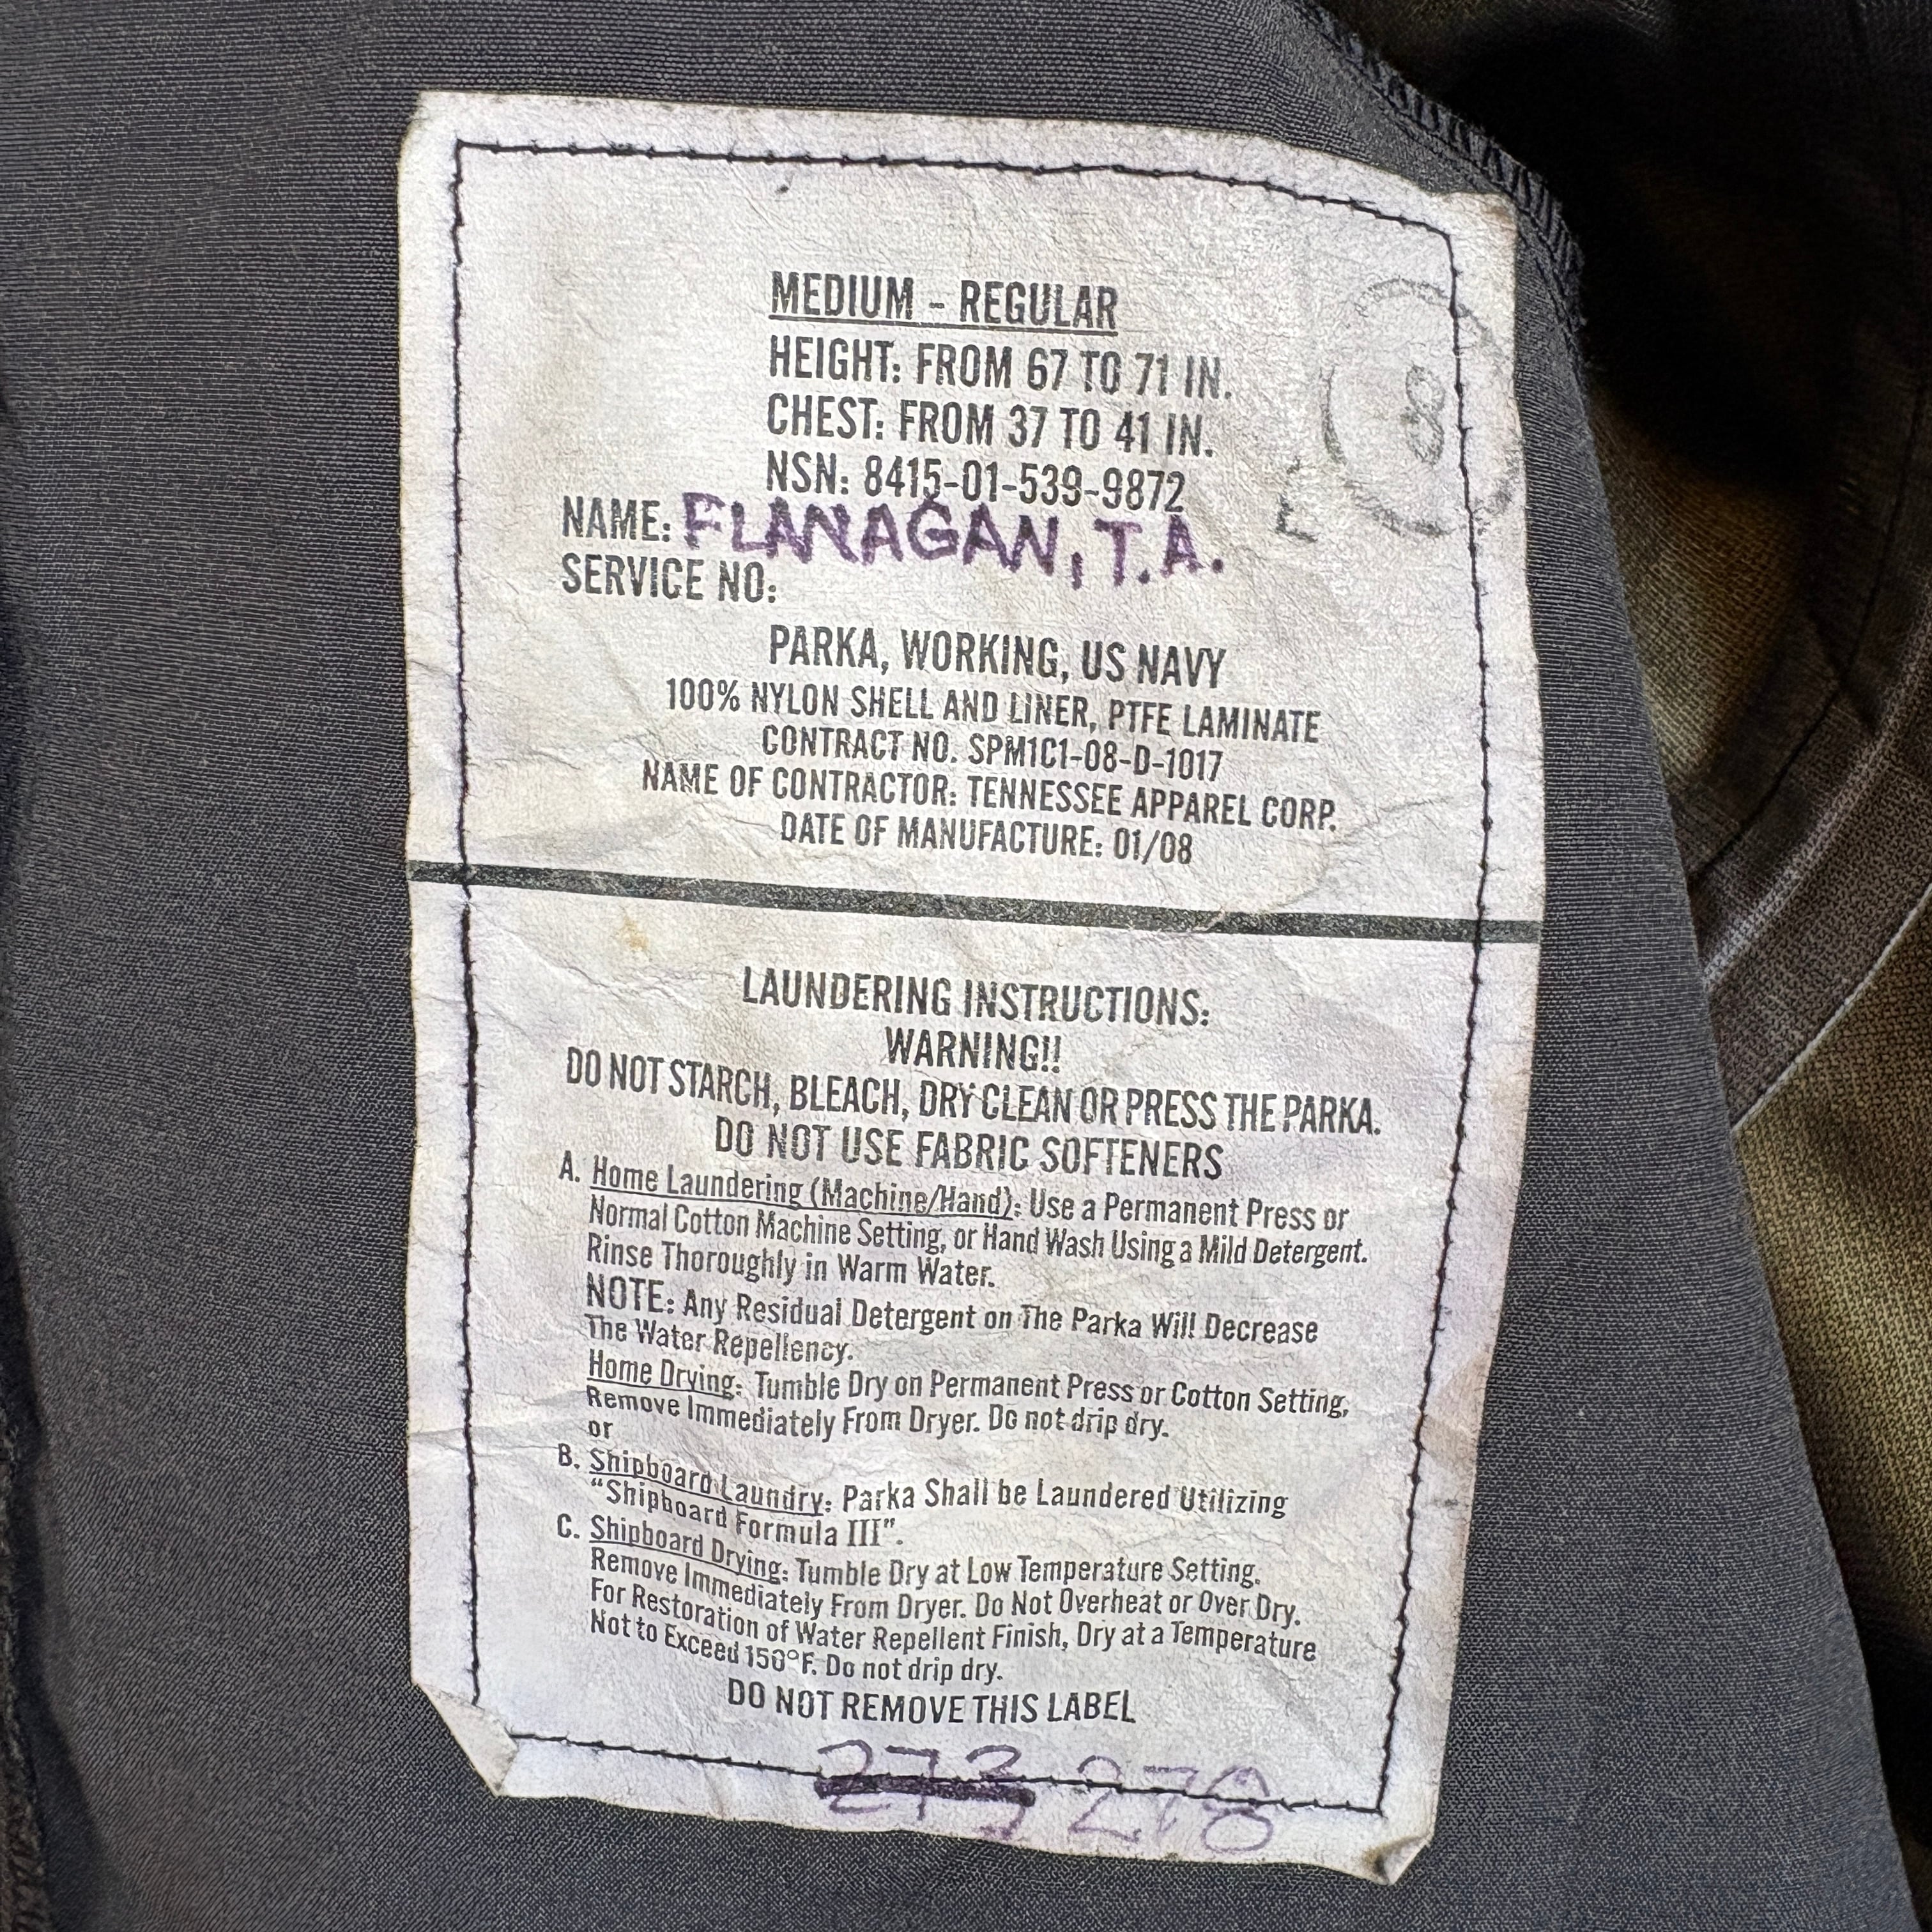 MEDIUM - REGULAR
HEIGHT: FROM 67 TO 71 IN.
CHEST: FROM 37 TO 41 IN.
8
NSN: 8415-01-539-9872
NAME: FLANAGAN, T.A.
SERVICE NO:
PARKA, WORKING, US NAVY
100% NYLON SHELL AND LINER, PTFE LAMINATE
CONTRACT NO. SPM1C1-08-D-1017
NAME OF CONTRACTOR: TENNESSEE APPAREL CORP.
DATE OF MANUFACTURE: 01/08
LAUNDERING INSTRUCTIONS:
WARNING!!
DO NOT STARCH, BLEACH, DRY CLEAN OR PRESS THE PARKA.
DO NOT USE FABRIC SOFTENERS
A. Home Laundering (Machine/Hand): Use a Permanent Press or
Normal Cotton Machine Setting, or Hand Wash Using a Mild Detergent.
Rinse Thoroughly in Warm Water.
NOTE: Any Residual Detergent on The Parka Will Decrease
The Water Repellency.
Home Drying: Tumble Dry on Permanent Press or Cotton Setting,
Remove Immediately From Dryer. Do not drip dry.
or
B. Shipboard Laundry: Parka Shall be Laundered Utilizing
"Shipboard Formula III".
C. Shipboard Drying: Tumble Dry at Low Temperature Setting.
Remove Immediately From Dryer. Do Not Overheat or Over Dry.
For Restoration of Water Repellent Finish, Dry at a Temperature
Not to Exceed 150°F. Do not drip dry.
DO NOT REMOVE THIS LABEL
273 278